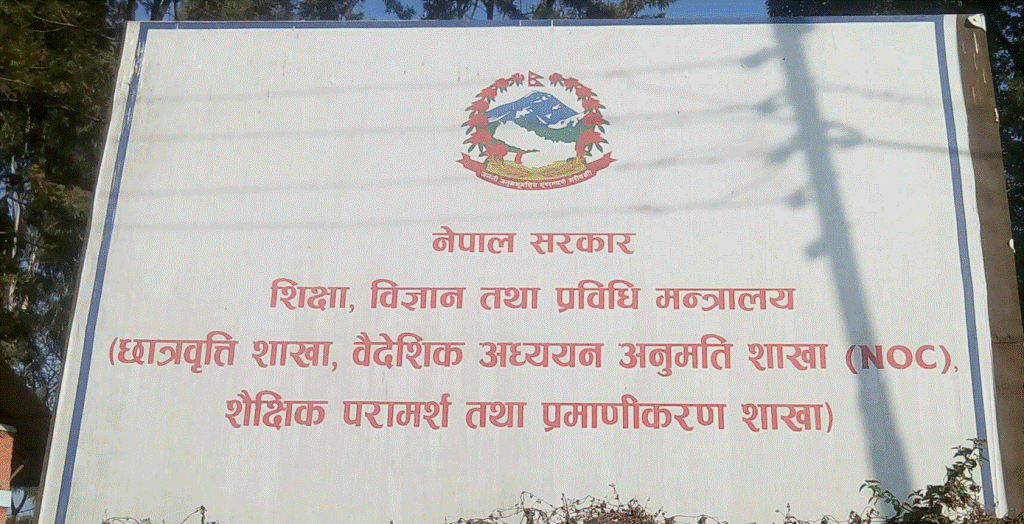 नेपाल सरकार
शिक्षा, विज्ञान तथा प्रविधि मन्त्रालय
(छात्रवृत्ति शाखा, वैदेशिक अध्ययन अनुमति शाखा (NOC),
शैक्षिक परामर्श तथा प्रमाणीकरण शाखा)